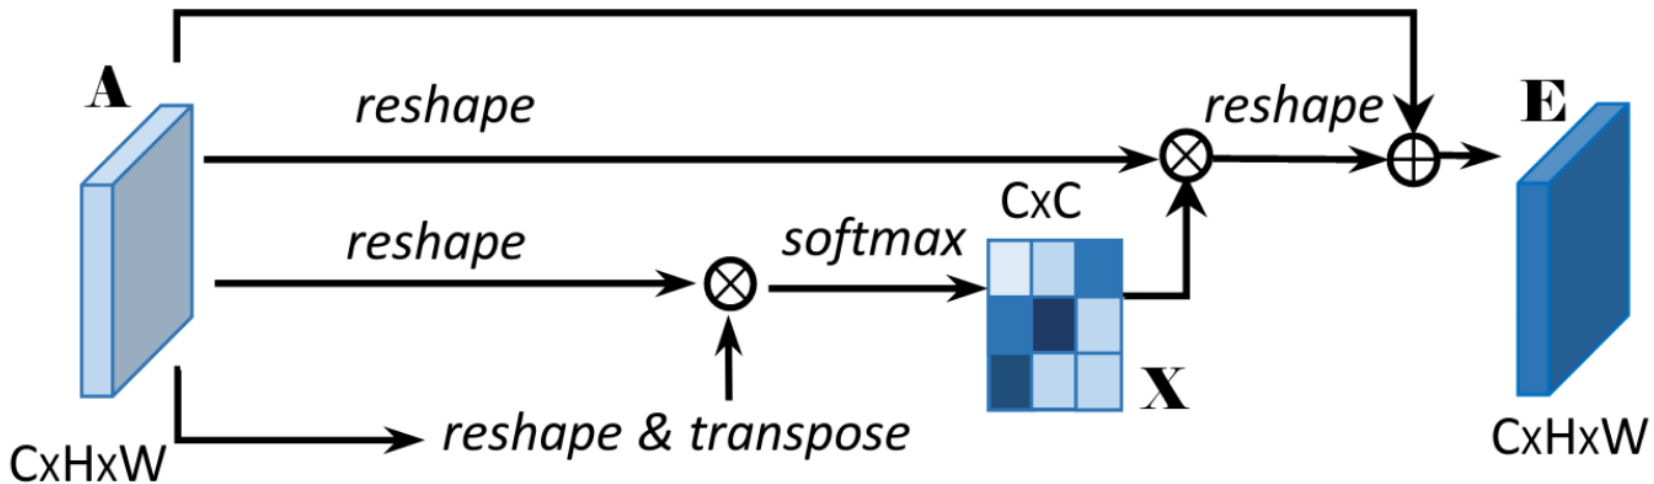 A
reshape
reshape
E
CxC
reshape
softmax
X
reshape & transpose
CxHxW
CxHxW